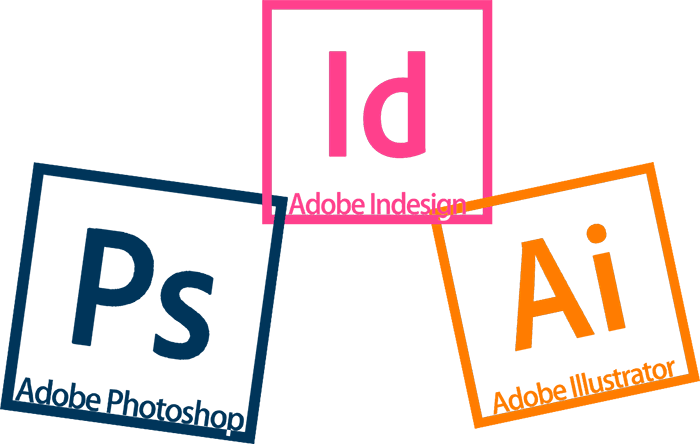 Id
Adobe Indesign
Ps
Adobe Photoshop
Ai
Adobe Illustrator